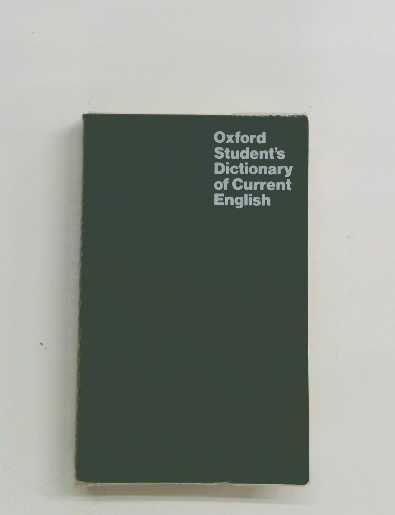 Oxford
Student's
Dictionary
of Current
English